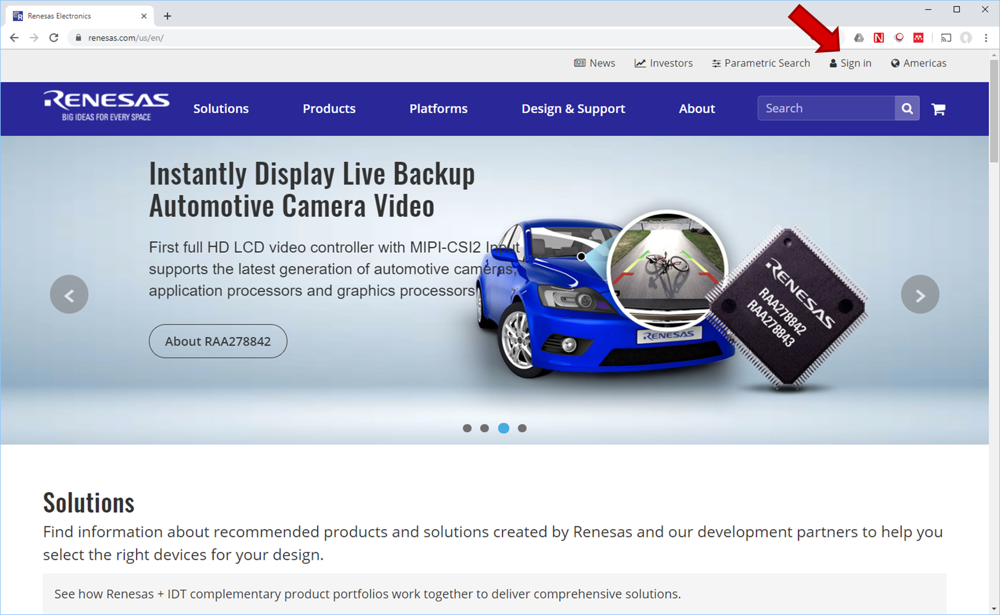 Renesas Electronics
renesas.com/us/en/
News Investors Parametric Search Sign in Americas
RENESAS
BIG IDEAS FOR EVERY SPACE
Solutions Products Platforms Design & Support About Search
Instantly Display Live Backup
Automotive Camera Video
First full HD LCD video controller with MIPI-CSI2 Input
supports the latest generation of automotive cameras,
application processors and graphics processors
About RAA278842
RENESAS
RENESAS
RAA278842
RAA278843
Solutions
Find information about recommended products and solutions created by Renesas and our development partners to help you
select the right devices for your design.
See how Renesas + IDT complementary product portfolios work together to deliver comprehensive solutions.